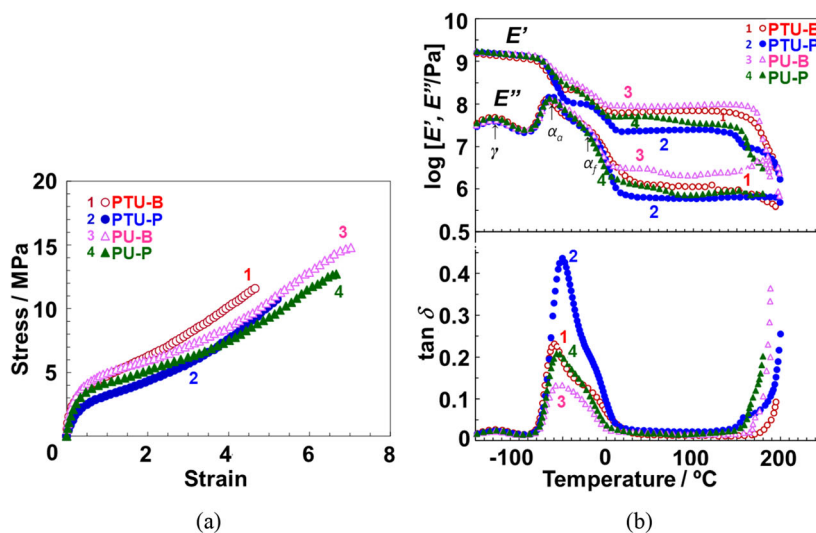 20
15
10
5
0
Stress / MPa
1 PTU-B
2 PTU-P
3 PU-B
4 PU-P
1
2
3
4
0 2 4 6 8
Strain
(a)
10
9
8
7
6
0.5
log [E', E"/Pa]
E'
E"
1 PTU-B
2 PTU-P
3 PU-B
4 PU-P
γ
αa
αf
3
1
4
2
3
1
4
2
0.4
0.3
0.2
0.1
0
tan δ
2
1
4
3
-100 0 100 200
Temperature / ºC
(b)